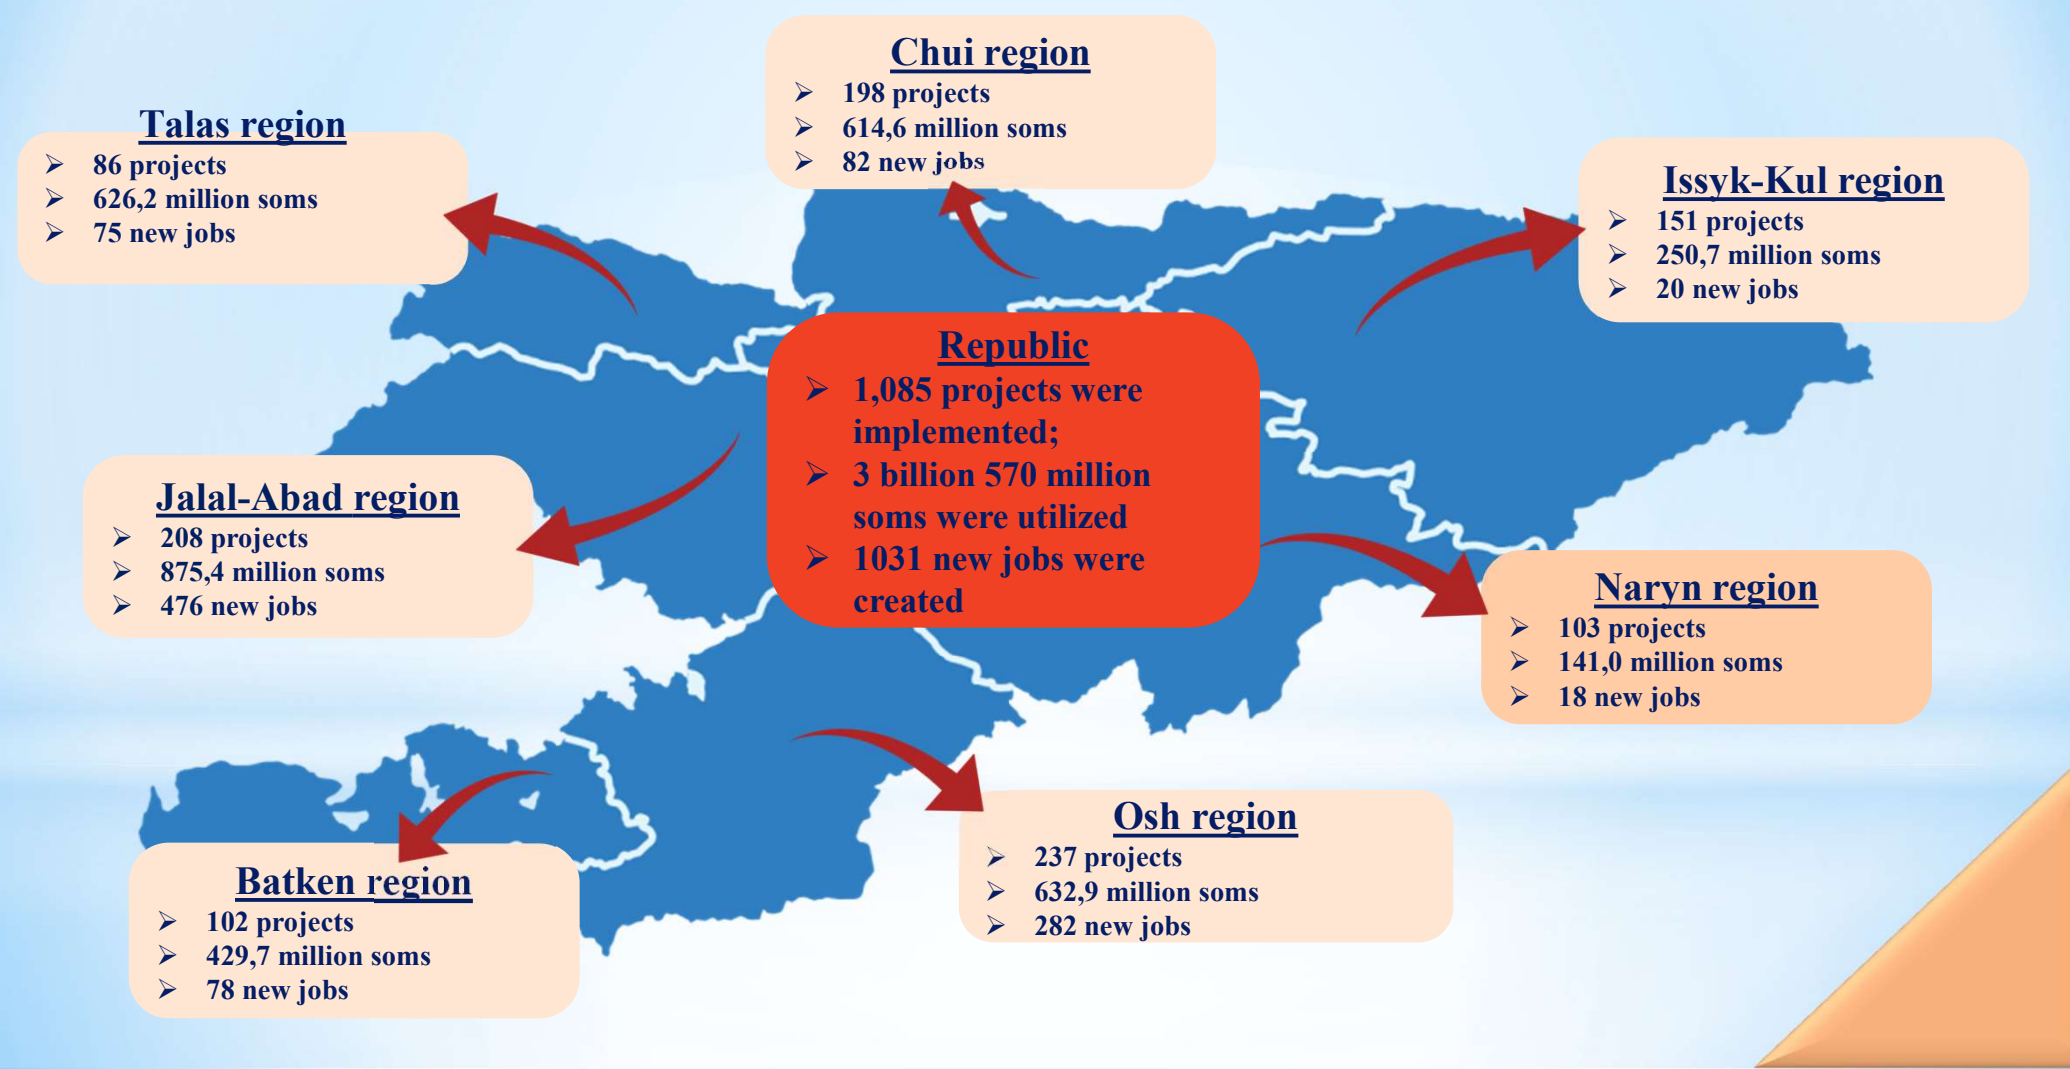 Chui region
198 projects
614,6 million soms
82 new jobs
Talas region
86 projects
626,2 million soms
75 new jobs
Issyk-Kul region
151 projects
250,7 million soms
20 new jobs
Republic
1,085 projects were
implemented;
3 billion 570 million
soms were utilized
1031 new jobs were
created
Jalal-Abad region
208 projects
875,4 million soms
476 new jobs
Naryn region
103 projects
141,0 million soms
18 new jobs
Osh region
237 projects
632,9 million soms
282 new jobs
Batken region
102 projects
429,7 million soms
78 new jobs